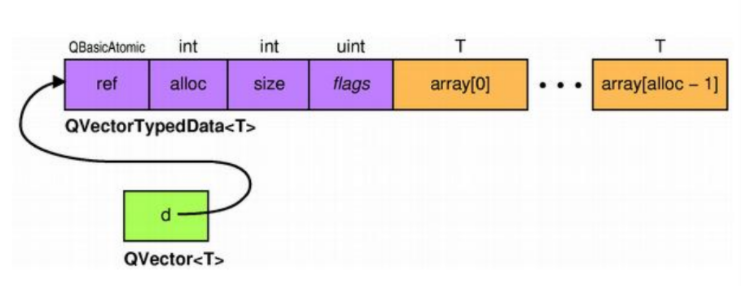 QBasicAtomic int int uint T T
ref alloc size flags array[0] • • • array[alloc – 1]
QVectorTypedData<T>
d
QVector<T>